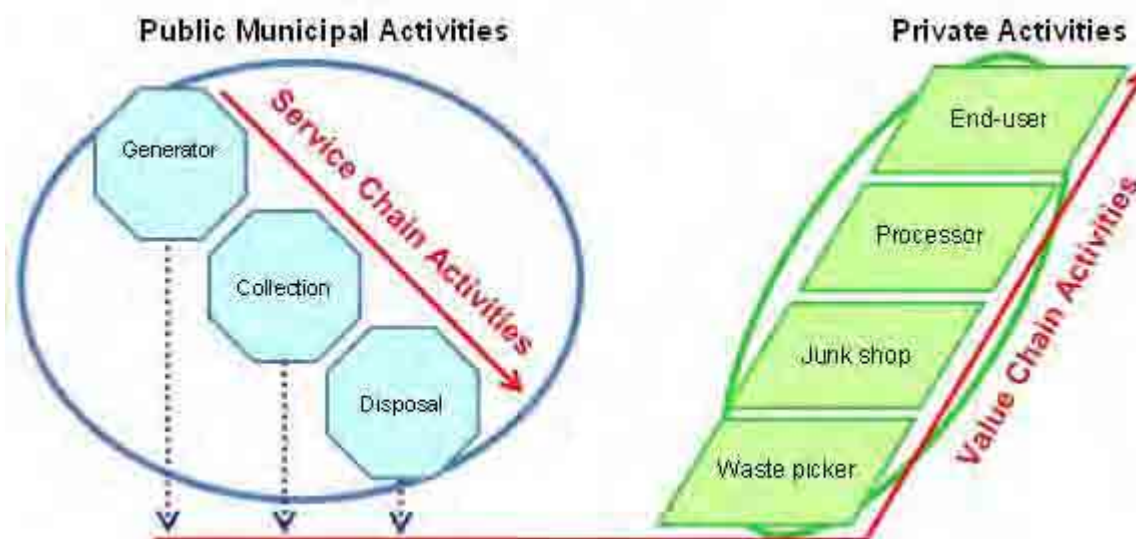 Public Municipal Activities
Private Activities
Generator
Service Chain Activities
Collection
Disposal
End-user
Processor
Junk shop
Waste picker
Value Chain Activities